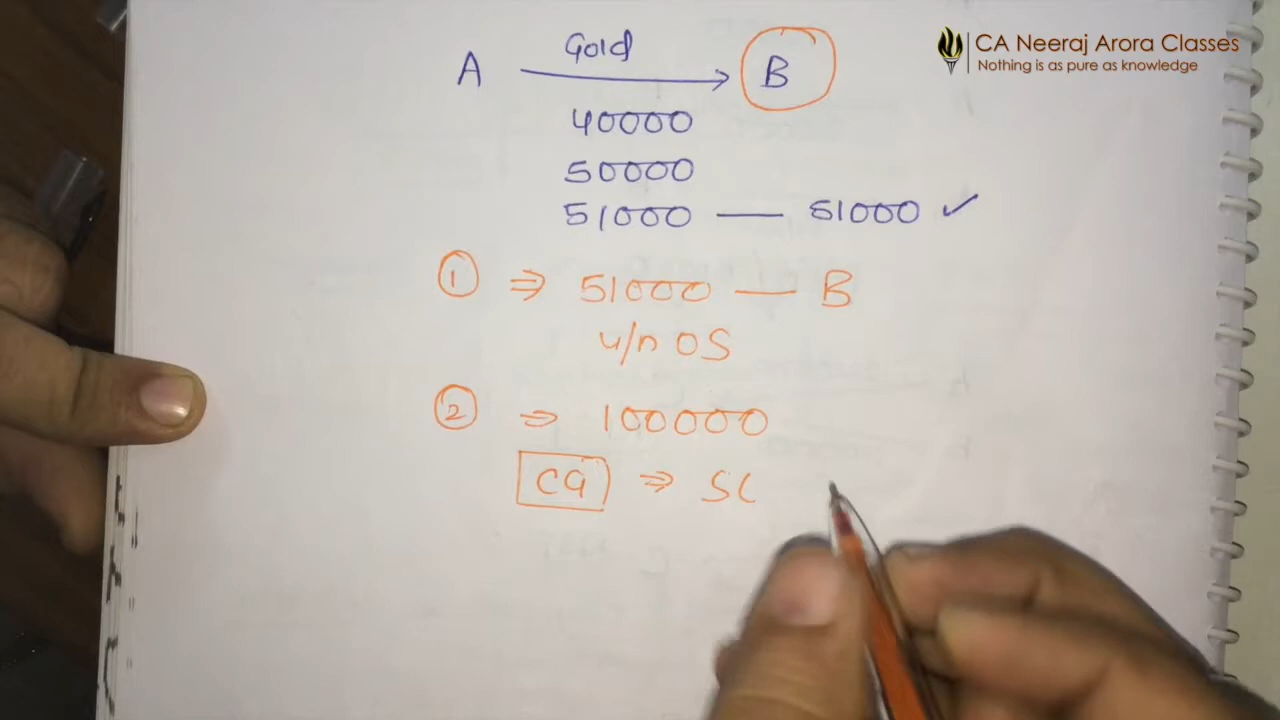 CA Neeraj Arora Classes
Nothing is as pure as knowledge
A Gold → B
40000
50000
51000 — 51000 ✓
① ⇒ 51000 — B
u/n OS
② ⇒ 100000
CG ⇒ SC